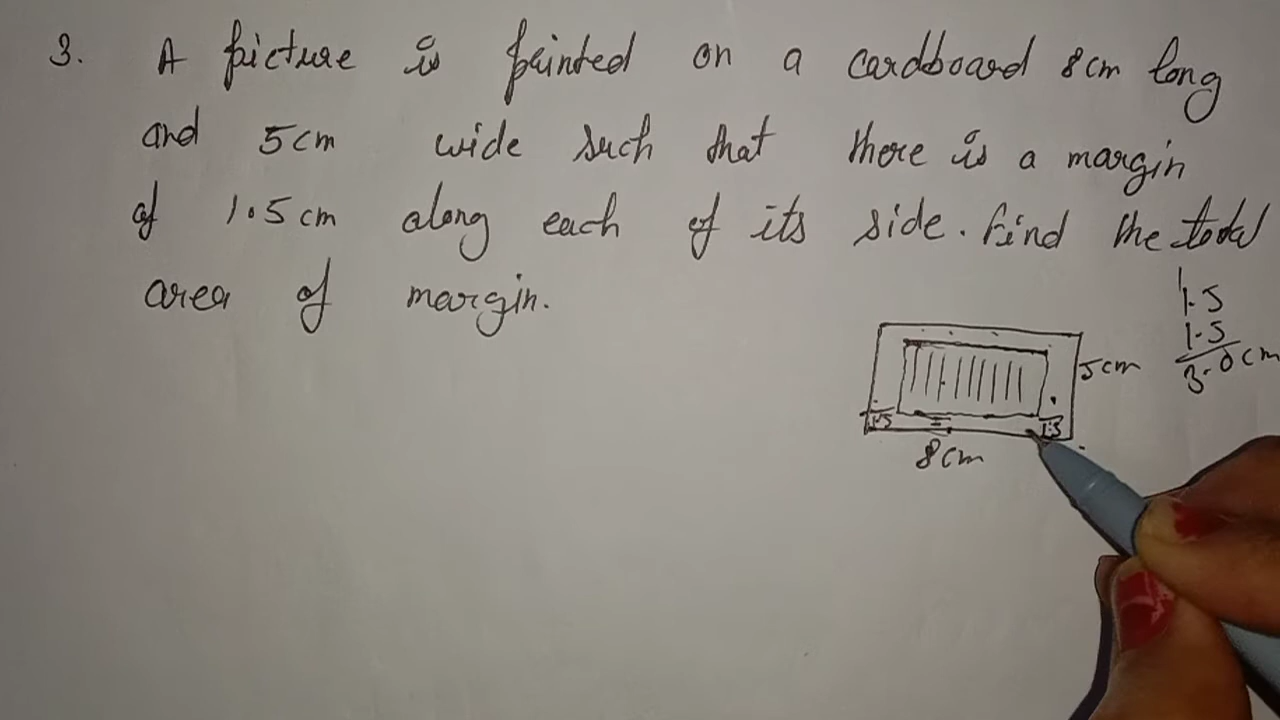 3. A picture is painted on a cardboard 8cm long
and 5cm wide such that there is a margin
of 1.5cm along each of its side. Find the total
area of margin.
1.5
1.5
3.0cm
5cm
1.5
1.5
8cm